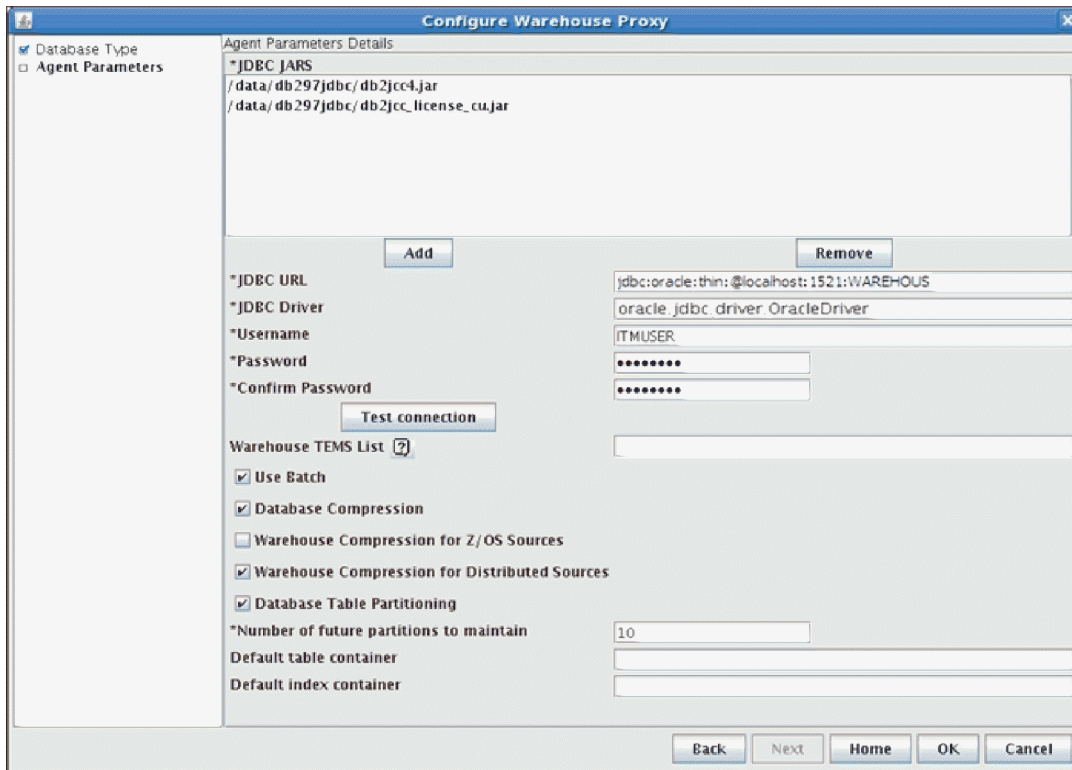 Configure Warehouse Proxy
Database Type
Agent Parameters
Agent Parameters Details
*JDBC JARS
/data/db297jdbc/db2jcc4.jar
/data/db297jdbc/db2jcc_license_cu.jar
Add Remove
*JDBC URL jdbc:oracle:thin:@localhost:1521:WAREHOUS
*JDBC Driver oracle.jdbc.driver.OracleDriver
*Username ITMUSER
*Password ••••••••
*Confirm Password ••••••••
Test connection
Warehouse TEMS List ?
Use Batch
Database Compression
Warehouse Compression for Z/OS Sources
Warehouse Compression for Distributed Sources
Database Table Partitioning
*Number of future partitions to maintain 10
Default table container
Default index container
Back Next Home OK Cancel